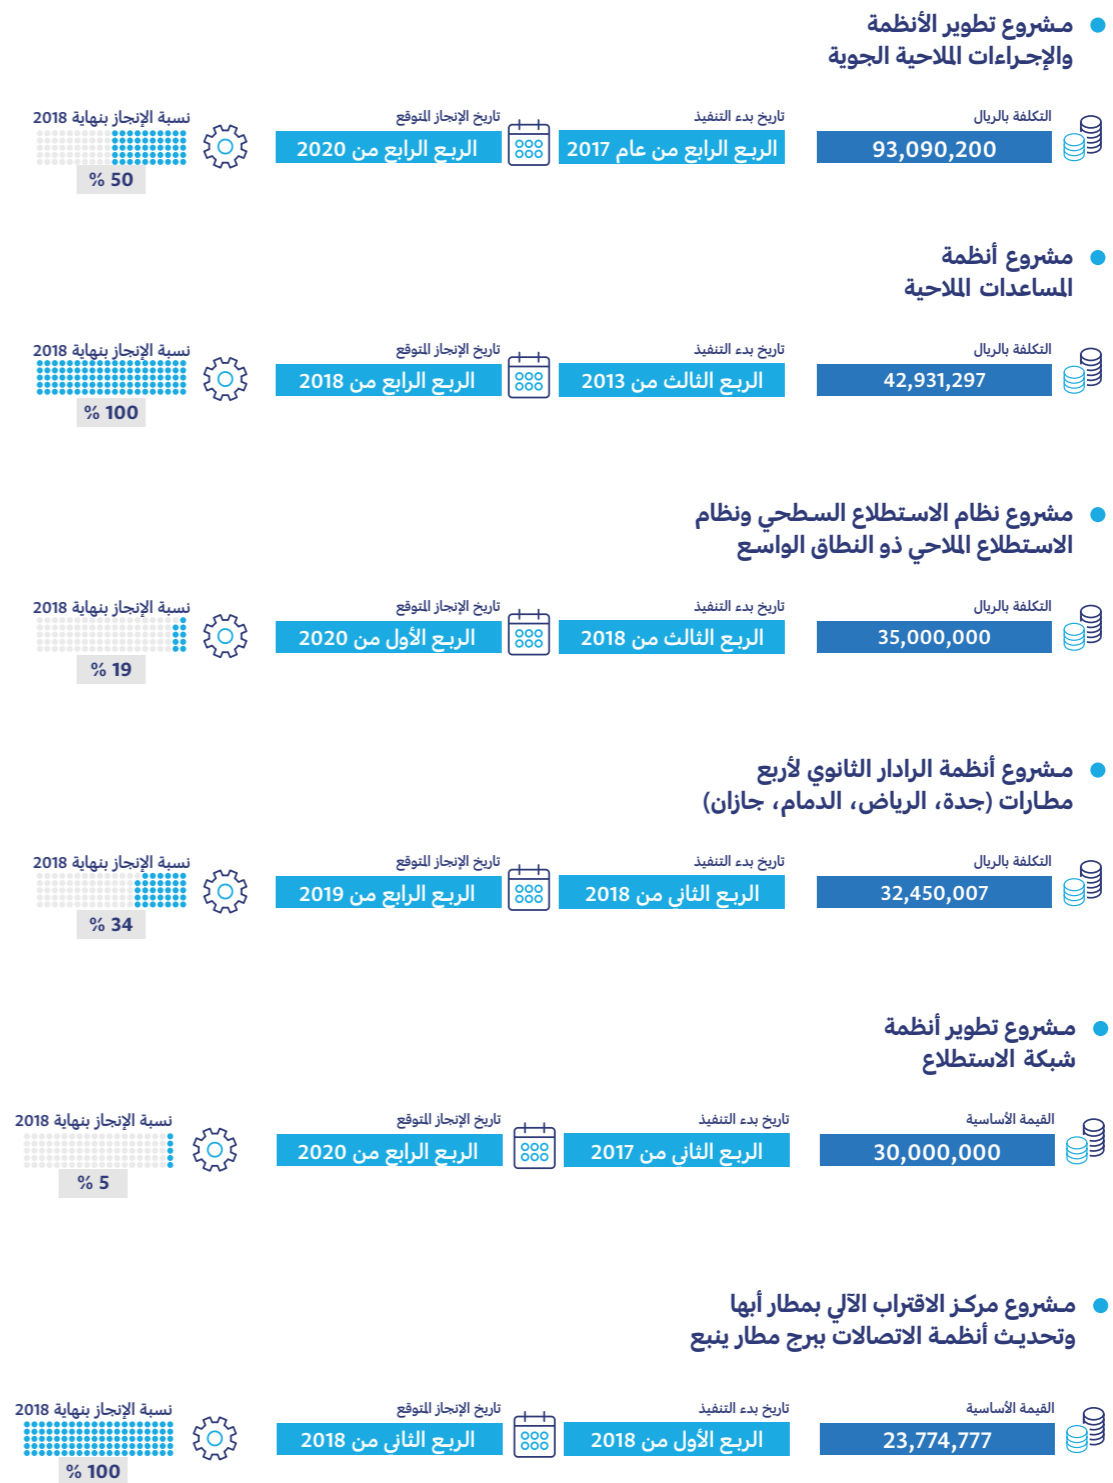 مشروع تطوير الأنظمة
والإجراءات الملاحية الجوية
التكلفة بالريال
93,090,200
تاريخ بدء التنفيذ
الربع الرابع من عام 2017
تاريخ الإنجاز المتوقع
الربع الرابع من 2020
نسبة الإنجاز بنهاية 2018
% 50
مشروع أنظمة
المساعدات الملاحية
التكلفة بالريال
42,931,297
تاريخ بدء التنفيذ
الربع الثالث من 2013
تاريخ الإنجاز المتوقع
الربع الرابع من 2018
نسبة الإنجاز بنهاية 2018
% 100
مشروع نظام الاستطلاع السطحي ونظام
الاستطلاع الملاحي ذو النطاق الواسع
التكلفة بالريال
35,000,000
تاريخ بدء التنفيذ
الربع الثالث من 2018
تاريخ الإنجاز المتوقع
الربع الأول من 2020
نسبة الإنجاز بنهاية 2018
% 19
مشروع أنظمة الرادار الثانوي لأربع
مطارات (جدة، الرياض، الدمام، جازان)
التكلفة بالريال
32,450,007
تاريخ بدء التنفيذ
الربع الثاني من 2018
تاريخ الإنجاز المتوقع
الربع الرابع من 2019
نسبة الإنجاز بنهاية 2018
% 34
مشروع تطوير أنظمة
شبكة الاستطلاع
القيمة الأساسية
30,000,000
تاريخ بدء التنفيذ
الربع الثاني من 2017
تاريخ الإنجاز المتوقع
الربع الرابع من 2020
نسبة الإنجاز بنهاية 2018
% 5
مشروع مركز الاقتراب الآلي بمطار أبها
وتحديث أنظمة الاتصالات ببرج مطار ينبع
القيمة الأساسية
23,774,777
تاريخ بدء التنفيذ
الربع الأول من 2018
تاريخ الإنجاز المتوقع
الربع الثاني من 2018
نسبة الإنجاز بنهاية 2018
% 100